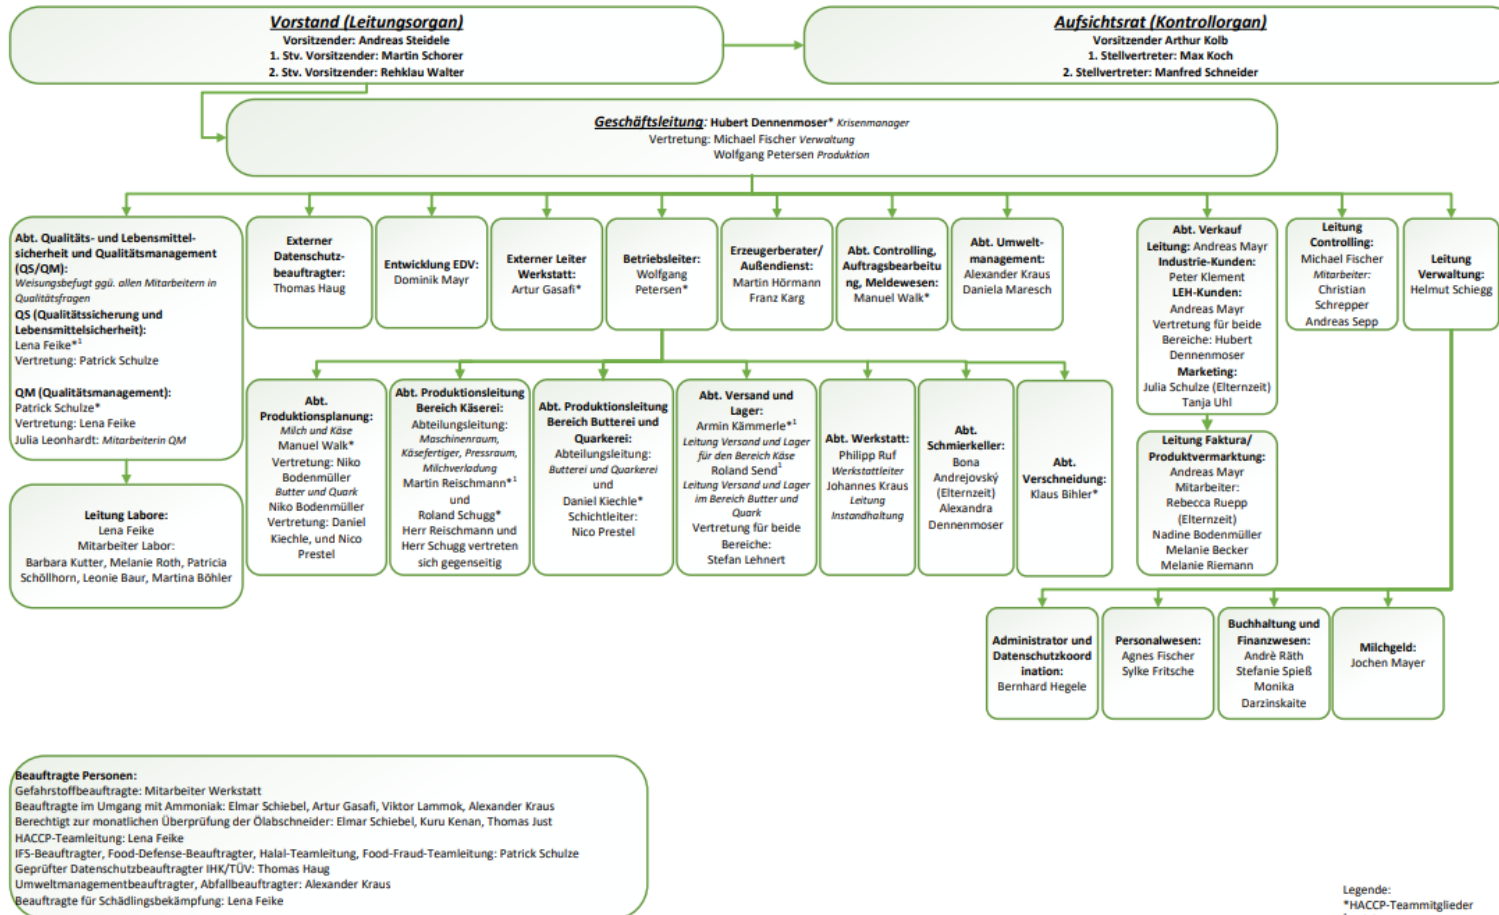 Vorstand (Leitungsorgan)
Vorsitzender: Andreas Steidele
1. Stv. Vorsitzender: Martin Schorer
2. Stv. Vorsitzender: Rehklau Walter
Aufsichtsrat (Kontrollorgan)
Vorsitzender Arthur Kolb
1. Stellvertreter: Max Koch
2. Stellvertreter: Manfred Schneider
Geschäftsleitung: Hubert Dennenmoser* Krisenmanager
Vertretung: Michael Fischer Verwaltung
Wolfgang Petersen Produktion
Abt. Qualitäts- und Lebensmittel-
sicherheit und Qualitätsmanagement
(QS/QM):
Weisungsbefugt ggü. allen Mitarbeitern in
Qualitätsfragen
QS (Qualitätssicherung und
Lebensmittelsicherheit):
Lena Feike*¹
Vertretung: Patrick Schulze
QM (Qualitätsmanagement):
Patrick Schulze*
Vertretung: Lena Feike
Julia Leonhardt: Mitarbeiterin QM
Externer
Datenschutz-
beauftragter:
Thomas Haug
Entwicklung EDV:
Dominik Mayr
Externer Leiter
Werkstatt:
Artur Gasafi*
Betriebsleiter:
Wolfgang
Petersen*
Erzeugerberater/
Außendienst:
Martin Hörmann
Franz Karg
Abt. Controlling,
Auftragsbearbeitu
ng, Meldewesen:
Manuel Walk*
Abt. Umwelt-
management:
Alexander Kraus
Daniela Maresch
Abt. Verkauf
Leitung: Andreas Mayr
Industrie-Kunden:
Peter Klement
LEH-Kunden:
Andreas Mayr
Vertretung für beide
Bereiche: Hubert
Dennenmoser
Marketing:
Julia Schulze (Elternzeit)
Tanja Uhl
Leitung
Controlling:
Michael Fischer
Mitarbeiter:
Christian
Schrepper
Andreas Sepp
Leitung
Verwaltung:
Helmut Schiegg
Leitung Labore:
Lena Feike
Mitarbeiter Labor:
Barbara Kutter, Melanie Roth, Patricia
Schöllhorn, Leonie Baur, Martina Böhler
Abt.
Produktionsplanung:
Milch und Käse
Manuel Walk*
Vertretung: Niko
Bodenmüller
Butter und Quark
Niko Bodenmüller
Vertretung: Daniel
Kiechle, und Nico
Prestel
Abt. Produktionsleitung
Bereich Käserei:
Abteilungsleitung:
Maschinenraum,
Käsefertiger, Pressraum,
Milchverladung
Martin Reischmann*¹
und
Roland Schugg*
Herr Reischmann und
Herr Schugg vertreten
sich gegenseitig
Abt. Produktionsleitung
Bereich Butterei und
Quarkerei:
Abteilungsleitung:
Butterei und Quarkerei
und
Daniel Kiechle*
Schichtleiter:
Nico Prestel
Abt. Versand und
Lager:
Armin Kämmerle*¹
Leitung Versand und Lager
für den Bereich Käse
Roland Send¹
Leitung Versand und Lager
im Bereich Butter und
Quark
Vertretung für beide
Bereiche:
Stefan Lehnert
Abt. Werkstatt:
Philipp Ruf
Werkstattleiter
Johannes Kraus
Leitung
Instandhaltung
Abt.
Schmierkeller:
Bona
Andrejovský
(Elternzeit)
Alexandra
Dennenmoser
Abt.
Verschneidung:
Klaus Bihler*
Leitung Faktura/
Produktvermarktung:
Andreas Mayr
Mitarbeiter:
Rebecca Ruepp
(Elternzeit)
Nadine Bodenmüller
Melanie Becker
Melanie Riemann
Administrator und
Datenschutzkoord
ination:
Bernhard Hegele
Personalwesen:
Agnes Fischer
Sylke Fritsche
Buchhaltung und
Finanzwesen:
Andrè Räth
Stefanie Spieß
Monika
Darzinskaite
Milchgeld:
Jochen Mayer
Beauftragte Personen:
Gefahrstoffbeauftragte: Mitarbeiter Werkstatt
Beauftragte im Umgang mit Ammoniak: Elmar Schiebel, Artur Gasafi, Viktor Lammok, Alexander Kraus
Berechtigt zur monatlichen Überprüfung der Ölabschneider: Elmar Schiebel, Kuru Kenan, Thomas Just
HACCP-Teamleitung: Lena Feike
IFS-Beauftragter, Food-Defense-Beauftragter, Halal-Teamleitung, Food-Fraud-Teamleitung: Patrick Schulze
Geprüfter Datenschutzbeauftragter IHK/TÜV: Thomas Haug
Umweltmanagementbeauftragter, Abfallbeauftragter: Alexander Kraus
Beauftragte für Schädlingsbekämpfung: Lena Feike
Legende:
*HACCP-Teammitglieder